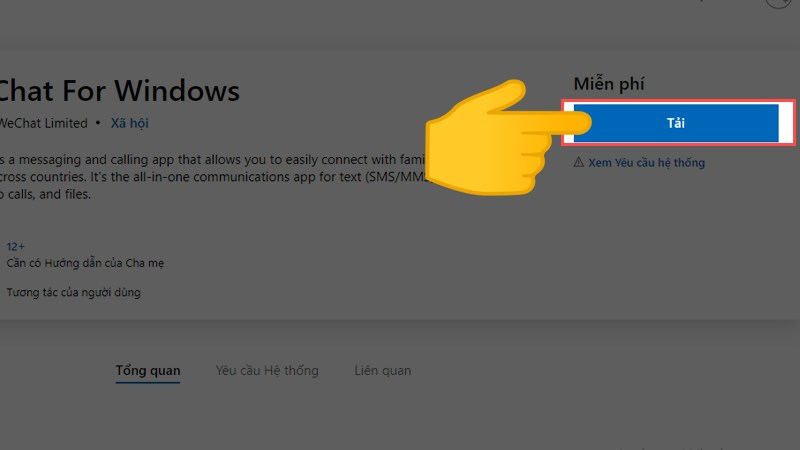 Chat For Windows
WeChat Limited • Xã hội
s a messaging and calling app that allows you to easily connect with fami
cross countries. It's the all-in-one communications app for text (SMS/MMS
o calls, and files.
12+
Cần có Hướng dẫn của Cha mẹ
Tương tác của người dùng
Miễn phí
Tải
⚠ Xem Yêu cầu hệ thống
Tổng quan Yêu cầu Hệ thống Liên quan